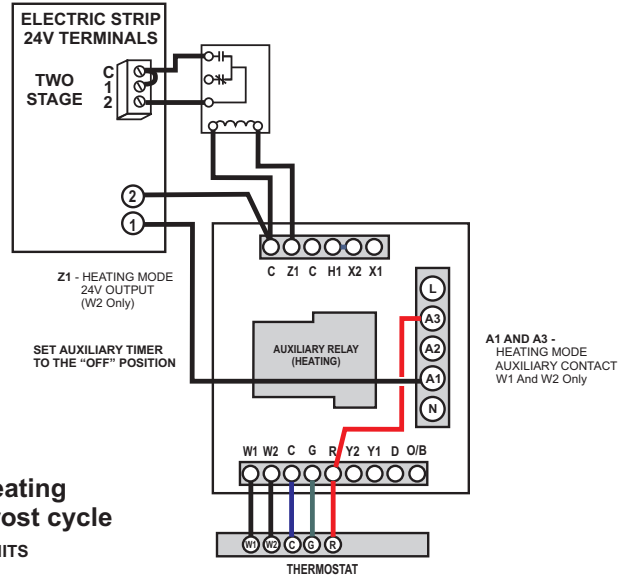 ELECTRIC STRIP
24V TERMINALS
TWO
STAGE
C
1
2
2
1
Z1 - HEATING MODE
24V OUTPUT
(W2 Only)
SET AUXILIARY TIMER
TO THE “OFF” POSITION
C Z1 C H1 X2 X1
L
A3
A2
A1
N
AUXILIARY RELAY
(HEATING)
A1 AND A3 -
HEATING MODE
AUXILIARY CONTACT
W1 And W2 Only
W1 W2 C G R Y2 Y1 D O/B
W1 W2 C G R
THERMOSTAT